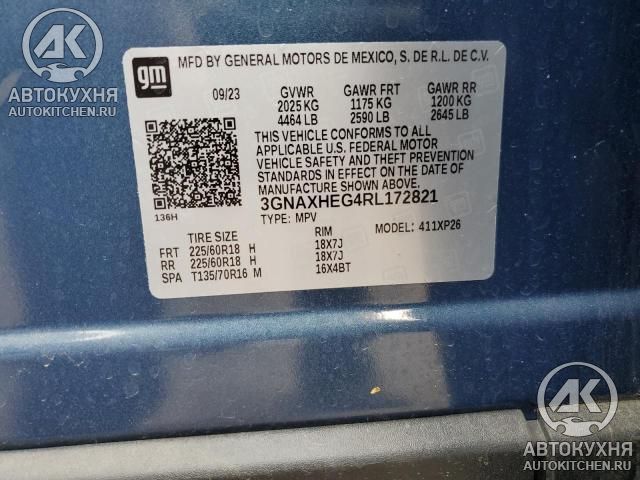 AK
АВТОКУХНЯ
AUTOKITCHEN.RU
gm
MFD BY GENERAL MOTORS DE MEXICO, S. DE R.L. DE C.V.
09/23 GVWR GAWR FRT GAWR RR
2025 KG 1175 KG 1200 KG
4464 LB 2590 LB 2645 LB
THIS VEHICLE CONFORMS TO ALL
APPLICABLE U.S. FEDERAL MOTOR
VEHICLE SAFETY AND THEFT PREVENTION
STANDARDS IN EFFECT ON THE DATE OF
MANUFACTURE SHOWN ABOVE.
136H
3GNAXHEG4RL172821
TYPE: MPV MODEL: 411XP26
TIRE SIZE RIM
FRT 225/60R18 H 18X7J
RR 225/60R18 H 18X7J
SPA T135/70R16 M 16X4BT
AK
АВТОКУХНЯ
AUTOKITCHEN.RU